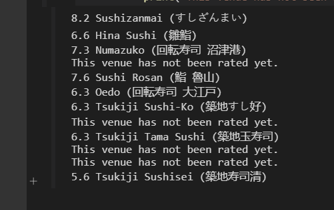 8.2 Sushizanmai (すしざんまい)
6.6 Hina Sushi (雛鮨)
7.3 Numazuko (回転寿司 沼津港)
This venue has not been rated yet.
7.6 Sushi Rosan (鮨 魯山)
6.3 Oedo (回転寿司 大江戸)
6.3 Tsukiji Sushi-Ko (築地すし好)
This venue has not been rated yet.
6.3 Tsukiji Tama Sushi (築地玉寿司)
This venue has not been rated yet.
This venue has not been rated yet.
5.6 Tsukiji Sushisei (築地寿司清)